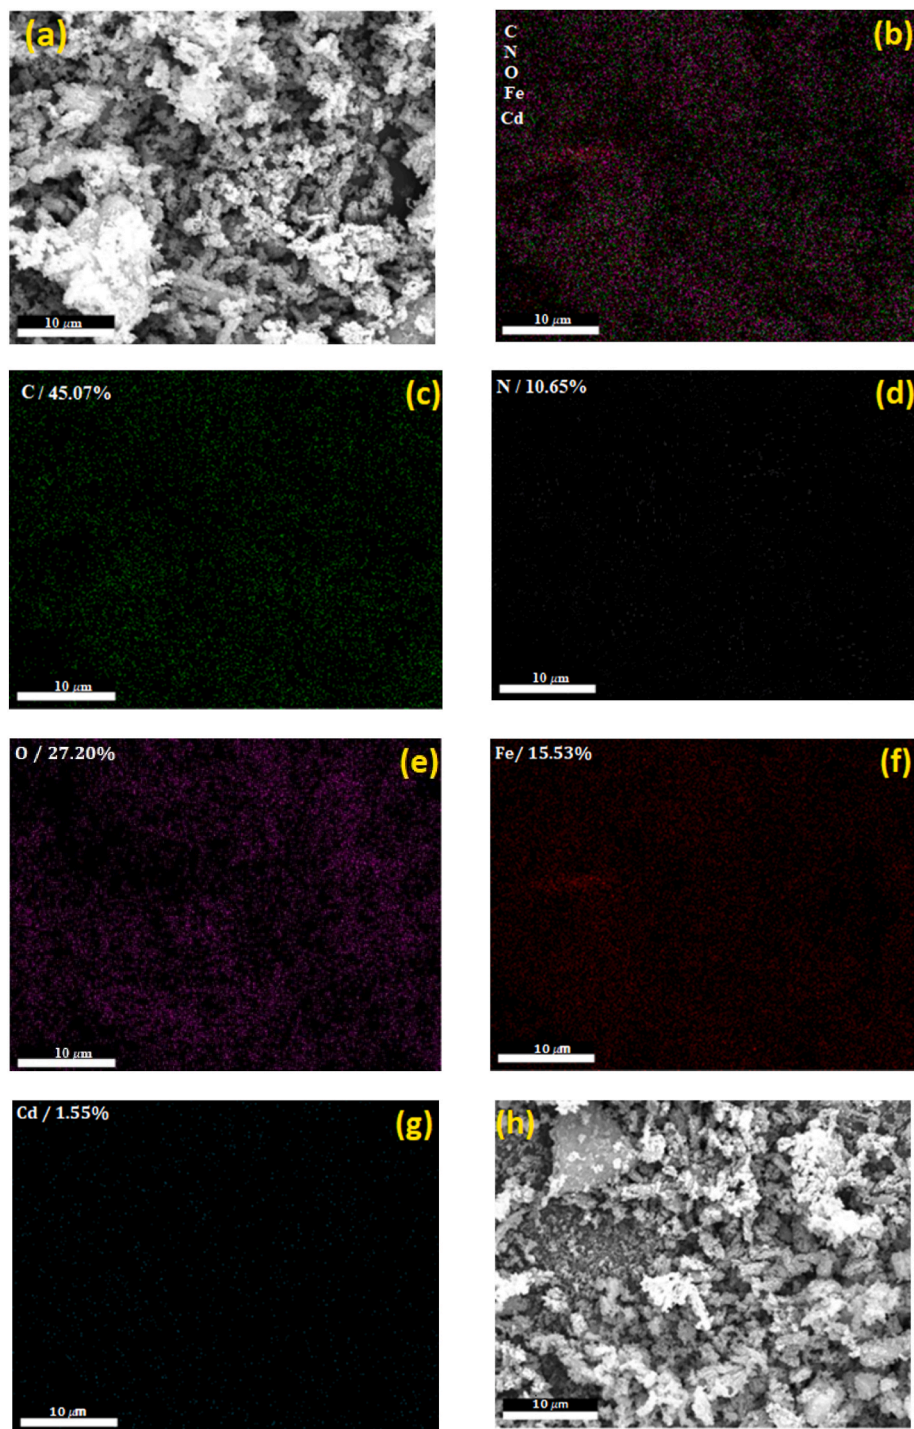 (a)
10 µm
C
N
O
Fe
Cd
(b)
10 µm
C / 45.07%
(c)
10 µm
N / 10.65%
(d)
10 µm
O / 27.20%
(e)
10 µm
Fe/ 15.53%
(f)
10 µm
Cd / 1.55%
(g)
10 µm
(h)
10 µm